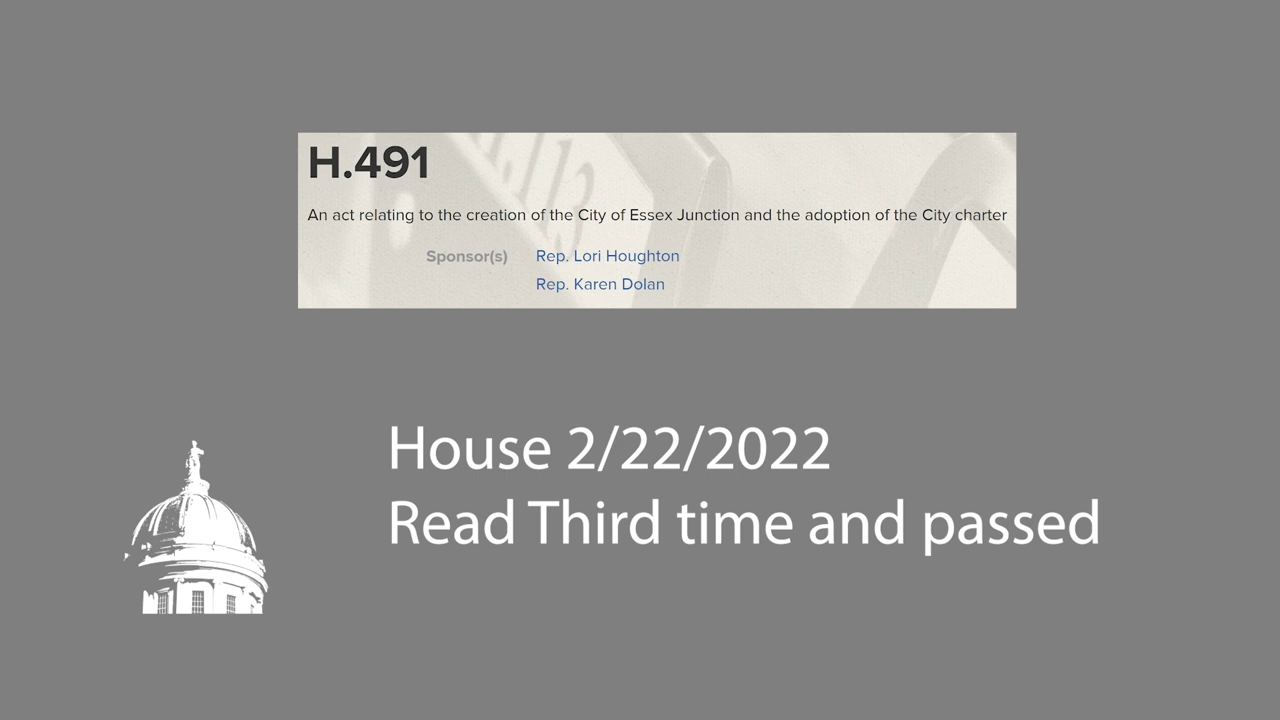 H.491
An act relating to the creation of the City of Essex Junction and the adoption of the City charter
Sponsor(s) Rep. Lori Houghton
Rep. Karen Dolan
House 2/22/2022
Read Third time and passed